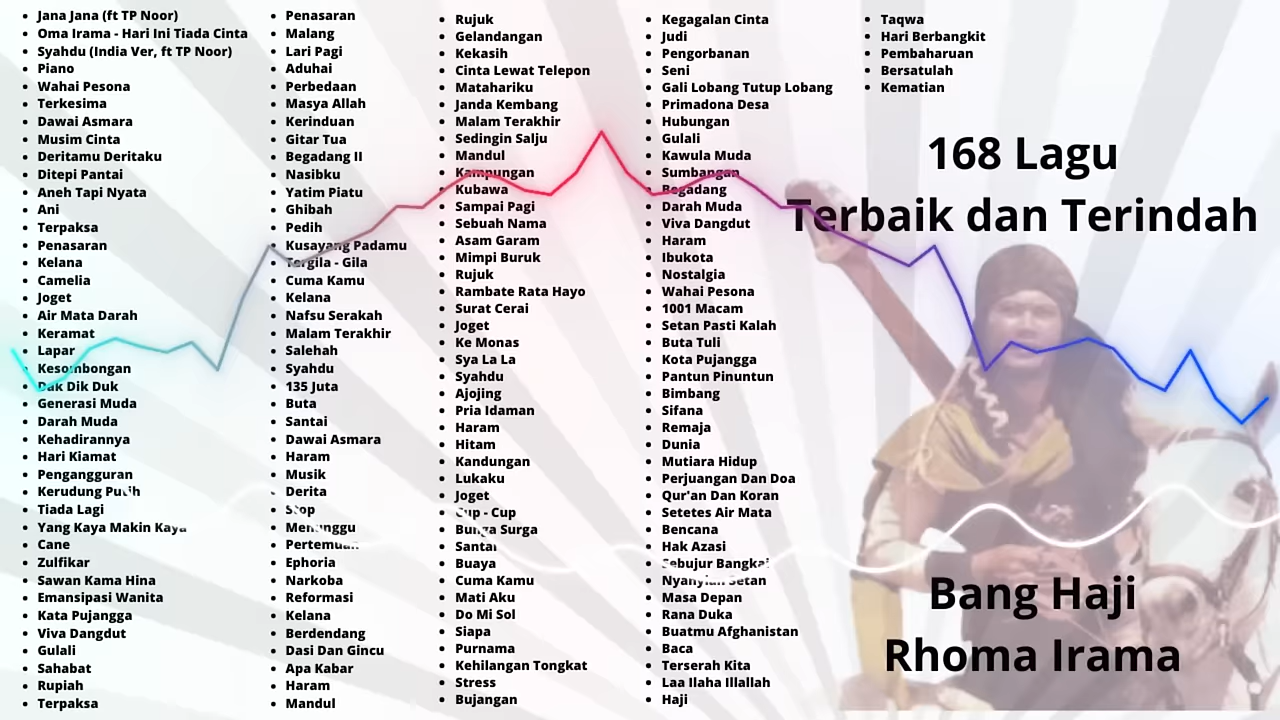 Jana Jana (ft TP Noor)
Oma Irama - Hari Ini Tiada Cinta
Syahdu (India Ver, ft TP Noor)
Piano
Wahai Pesona
Terkesima
Dawai Asmara
Musim Cinta
Deritamu Deritaku
Ditepi Pantai
Aneh Tapi Nyata
Ani
Terpaksa
Penasaran
Kelana
Camelia
Joget
Air Mata Darah
Keramat
Lapar
Kesombongan
Dak Dik Duk
Generasi Muda
Darah Muda
Kehadirannya
Hari Kiamat
Pengangguran
Kerudung Putih
Tiada Lagi
Yang Kaya Makin Kaya
Cane
Zulfikar
Sawan Kama Hina
Emansipasi Wanita
Kata Pujangga
Viva Dangdut
Gulali
Sahabat
Rupiah
Terpaksa
Penasaran
Malang
Lari Pagi
Aduhai
Perbedaan
Masya Allah
Kerinduan
Gitar Tua
Begadang II
Nasibku
Yatim Piatu
Ghibah
Pedih
Kusayang Padamu
Tergila - Gila
Cuma Kamu
Kelana
Nafsu Serakah
Malam Terakhir
Salehah
Syahdu
135 Juta
Buta
Santai
Dawai Asmara
Haram
Musik
Derita
Stop
Menunggu
Pertemuan
Ephoria
Narkoba
Reformasi
Kelana
Berdendang
Dasi Dan Gincu
Apa Kabar
Haram
Mandul
Rujuk
Gelandangan
Kekasih
Cinta Lewat Telepon
Matahariku
Janda Kembang
Malam Terakhir
Sedingin Salju
Mandul
Kampungan
Kubawa
Sampai Pagi
Sebuah Nama
Asam Garam
Mimpi Buruk
Rujuk
Rambate Rata Hayo
Surat Cerai
Joget
Ke Monas
Sya La La
Syahdu
Ajojing
Pria Idaman
Haram
Hitam
Kandungan
Lukaku
Joget
Cup - Cup
Bunga Surga
Santai
Buaya
Cuma Kamu
Mati Aku
Do Mi Sol
Siapa
Purnama
Kehilangan Tongkat
Stress
Bujangan
Kegagalan Cinta
Judi
Pengorbanan
Seni
Gali Lobang Tutup Lobang
Primadona Desa
Hubungan
Gulali
Kawula Muda
Sumbangan
Begadang
Darah Muda
Viva Dangdut
Haram
Ibukota
Nostalgia
Wahai Pesona
1001 Macam
Setan Pasti Kalah
Buta Tuli
Kota Pujangga
Pantun Pinuntun
Bimbang
Sifana
Remaja
Dunia
Mutiara Hidup
Perjuangan Dan Doa
Qur'an Dan Koran
Setetes Air Mata
Bencana
Hak Azasi
Sebujur Bangkai
Nyanyian Setan
Masa Depan
Rana Duka
Buatmu Afghanistan
Baca
Terserah Kita
Laa Ilaha Illallah
Haji
Taqwa
Hari Berbangkit
Pembaharuan
Bersatulah
Kematian
168 Lagu
Terbaik dan Terindah
Bang Haji
Rhoma Irama